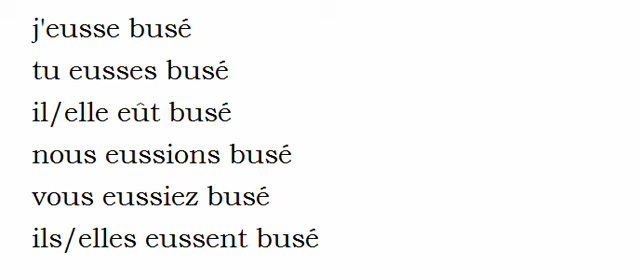 j'eusse busé
tu eusses busé
il/elle eût busé
nous eussions busé
vous eussiez busé
ils/elles eussent busé